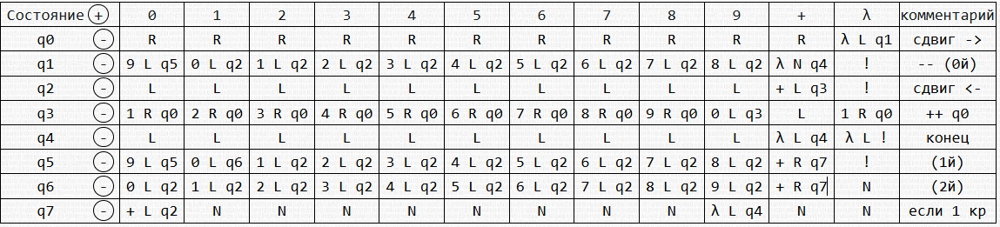 Состояние + 0 1 2 3 4 5 6 7 8 9 + λ комментарий
q0 - R R R R R R R R R R R λ L q1 сдвиг ->
q1 - 9 L q5 0 L q2 1 L q2 2 L q2 3 L q2 4 L q2 5 L q2 6 L q2 7 L q2 8 L q2 λ N q4 ! -- (0й)
q2 - L L L L L L L L L L + L q3 ! сдвиг <-
q3 - 1 R q0 2 R q0 3 R q0 4 R q0 5 R q0 6 R q0 7 R q0 8 R q0 9 R q0 0 L q3 L 1 R q0 ++ q0
q4 - L L L L L L L L L L λ L q4 λ L ! конец
q5 - 9 L q5 0 L q6 1 L q2 2 L q2 3 L q2 4 L q2 5 L q2 6 L q2 7 L q2 8 L q2 + R q7 ! (1й)
q6 - 0 L q2 1 L q2 2 L q2 3 L q2 4 L q2 5 L q2 6 L q2 7 L q2 8 L q2 9 L q2 + R q7 N (2й)
q7 - + L q2 N N N N N N N N λ L q4 N N если 1 кр